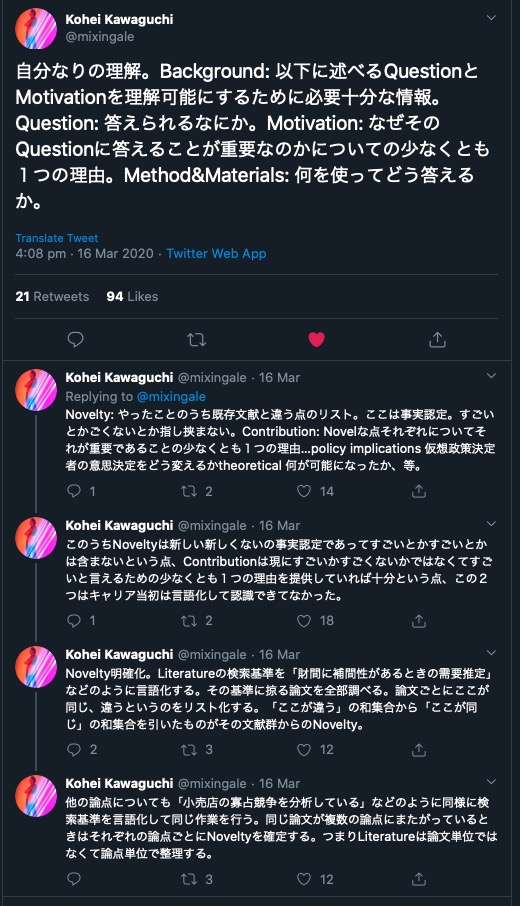 Kohei Kawaguchi
@mixingale
自分なりの理解。Background: 以下に述べるQuestionと
Motivationを理解可能にするために必要十分な情報。
Question: 答えられるなにか。Motivation: なぜその
Questionに答えることが重要なのかについての少なくとも
１つの理由。Method&Materials: 何を使ってどう答える
か。
Translate Tweet
4:08 pm · 16 Mar 2020 · Twitter Web App
21 Retweets 94 Likes
Kohei Kawaguchi @mixingale · 16 Mar
Replying to @mixingale
Novelty: やったことのうち既存文献と違う点のリスト。ここは事実認定。すごい
とかごくないとか指し挟まない。Contribution: Novelな点それぞれについてそ
れが重要であることの少なくとも１つの理由...policy implications 仮想政策決定
者の意思決定をどう変えるかtheoretical 何が可能になったか、等。
1 2 14
Kohei Kawaguchi @mixingale · 16 Mar
このうちNoveltyは新しい新しくないの事実認定であってすごいとかすごいとか
は含まないという点、Contributionは現にすごいかすごくないかではなくてすご
いと言えるための少なくとも１つの理由を提供していれば十分という点、この２
つはキャリア当初は言語化して認識できてなかった。
1 2 18
Kohei Kawaguchi @mixingale · 16 Mar
Novelty明確化。Literatureの検索基準を「財間に補間性があるときの需要推定」
などのように言語化する。その基準に掠る論文を全部調べる。論文ごとにここが
同じ、違うというのをリスト化する。「ここが違う」の和集合から「ここが同
じ」の和集合を引いたものがその文献群からのNovelty。
2 3 12
Kohei Kawaguchi @mixingale · 16 Mar
他の論点についても「小売店の寡占競争を分析している」などのように同様に検
索基準を言語化して同じ作業を行う。同じ論文が複数の論点にまたがっていると
きはそれぞれの論点ごとにNoveltyを確定する。つまりLiteratureは論文単位では
なくて論点単位で整理する。
3 12